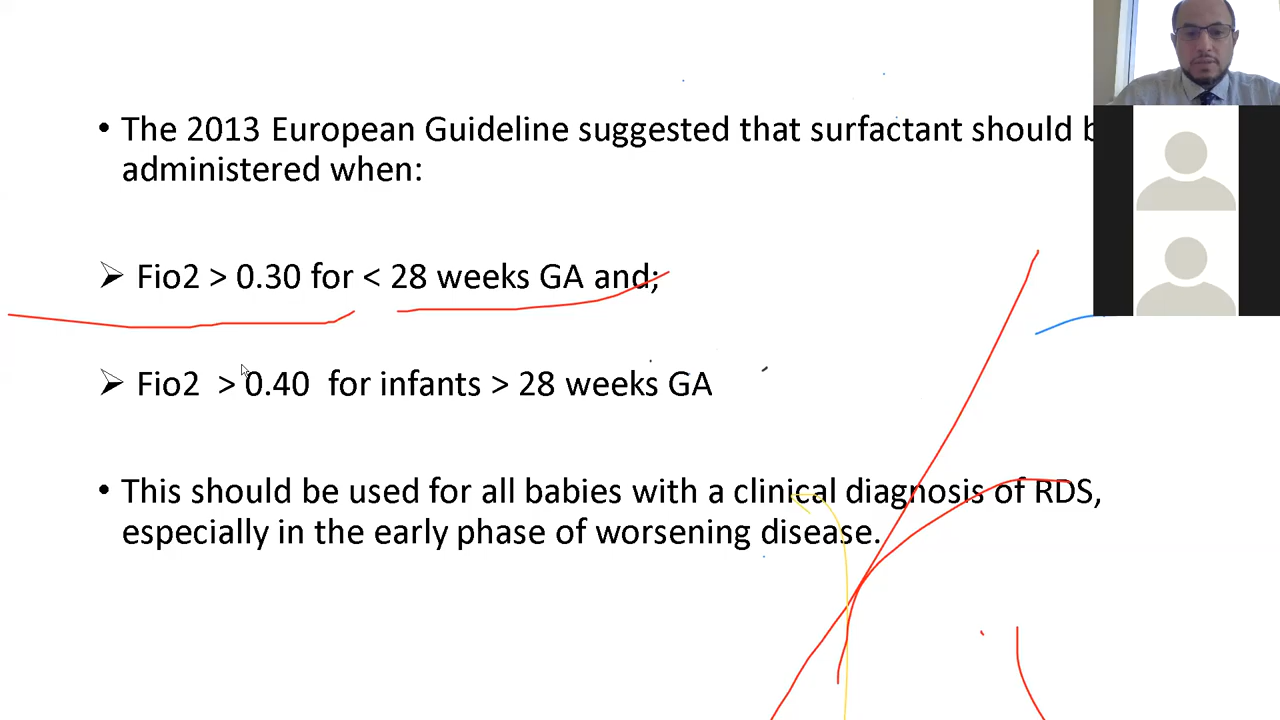 • The 2013 European Guideline suggested that surfactant should
administered when:
➢ Fio2 > 0.30 for < 28 weeks GA and;
➢ Fio2 > 0.40 for infants > 28 weeks GA
• This should be used for all babies with a clinical diagnosis of RDS,
especially in the early phase of worsening disease.